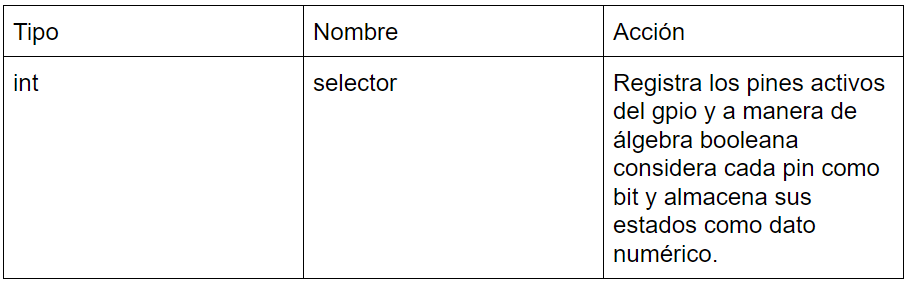 Tipo Nombre Acción
int selector Registra los pines activos
del gpio y a manera de
álgebra booleana
considera cada pin como
bit y almacena sus
estados como dato
numérico.